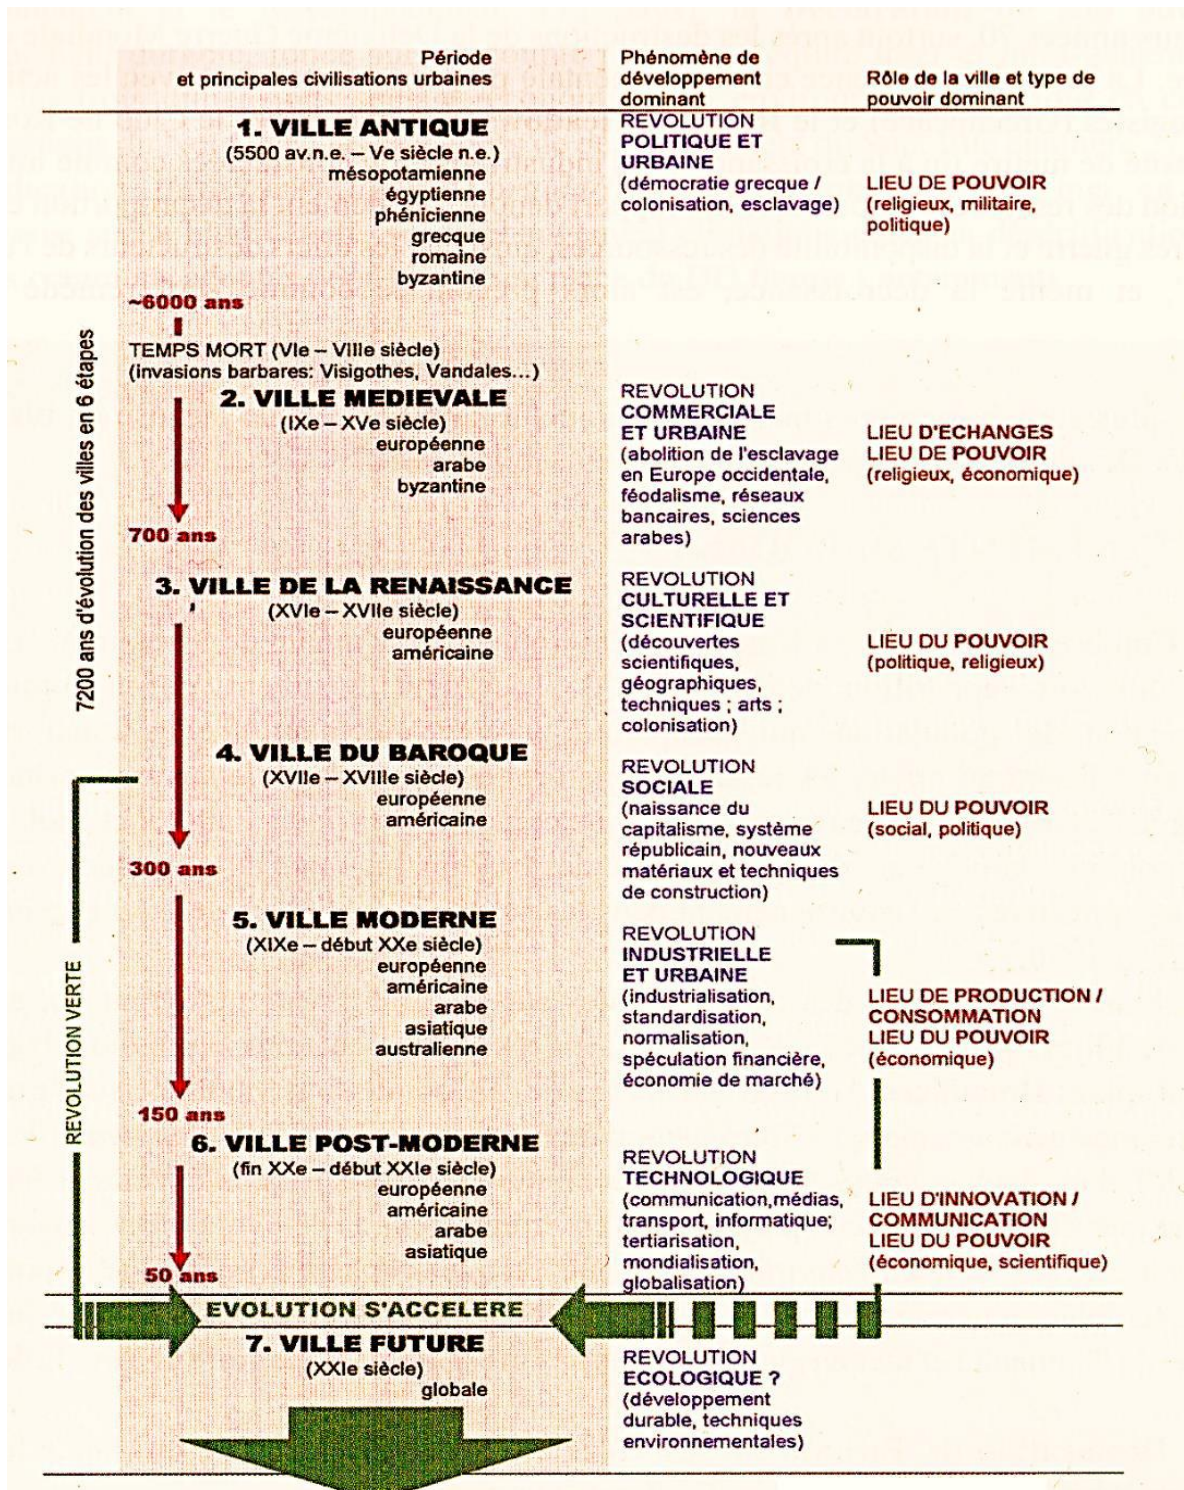 Période
et principales civilisations urbaines
Phénomène de
développement
dominant
Rôle de la ville et type de
pouvoir dominant
1. VILLE ANTIQUE
(5500 av.n.e. – Ve siècle n.e.)
mésopotamienne
égyptienne
phénicienne
grecque
romaine
byzantine
REVOLUTION
POLITIQUE ET
URBAINE
(démocratie grecque /
colonisation, esclavage)
LIEU DE POUVOIR
(religieux, militaire,
politique)
~6000 ans
TEMPS MORT (VIe – VIIIe siècle)
(invasions barbares: Visigothes, Vandales...)
7200 ans d'évolution des villes en 6 étapes
2. VILLE MEDIEVALE
(IXe – XVe siècle)
européenne
arabe
byzantine
REVOLUTION
COMMERCIALE
ET URBAINE
(abolition de l'esclavage
en Europe occidentale,
féodalisme, réseaux
bancaires, sciences
arabes)
LIEU D'ECHANGES
LIEU DE POUVOIR
(religieux, économique)
700 ans
3. VILLE DE LA RENAISSANCE
(XVIe – XVIIe siècle)
européenne
américaine
REVOLUTION
CULTURELLE ET
SCIENTIFIQUE
(découvertes
scientifiques,
géographiques,
techniques ; arts ;
colonisation)
LIEU DU POUVOIR
(politique, religieux)
4. VILLE DU BAROQUE
(XVIIe – XVIIIe siècle)
européenne
américaine
REVOLUTION
SOCIALE
(naissance du
capitalisme, système
républicain, nouveaux
matériaux et techniques
de construction)
LIEU DU POUVOIR
(social, politique)
300 ans
5. VILLE MODERNE
(XIXe – début XXe siècle)
européenne
américaine
arabe
asiatique
australienne
REVOLUTION
INDUSTRIELLE
ET URBAINE
(industrialisation,
standardisation,
normalisation,
spéculation financière,
économie de marché)
LIEU DE PRODUCTION /
CONSOMMATION
LIEU DU POUVOIR
(économique)
REVOLUTION VERTE
150 ans
6. VILLE POST-MODERNE
(fin XXe – début XXIe siècle)
européenne
américaine
arabe
asiatique
REVOLUTION
TECHNOLOGIQUE
(communication,médias,
transport, informatique;
tertiarisation,
mondialisation,
globalisation)
LIEU D'INNOVATION /
COMMUNICATION
LIEU DU POUVOIR
(économique, scientifique)
50 ans
EVOLUTION S'ACCELERE
7. VILLE FUTURE
(XXIe siècle)
globale
REVOLUTION
ECOLOGIQUE ?
(développement
durable, techniques
environnementales)